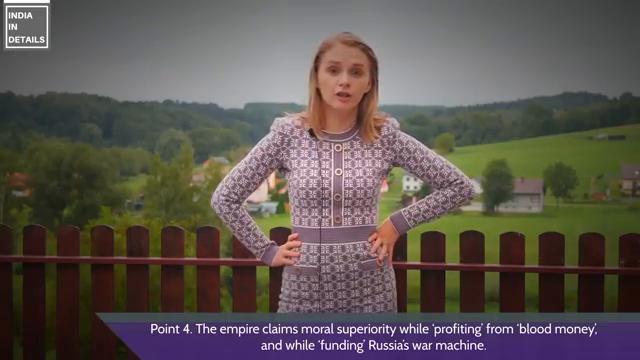 INDIA
IN
DETAILS
Point 4. The empire claims moral superiority while 'profiting' from 'blood money',
and while 'funding' Russia's war machine.